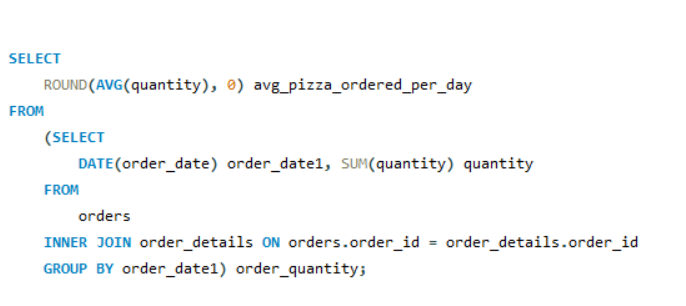 SELECT
ROUND(AVG(quantity), 0) avg_pizza_ordered_per_day
FROM
(SELECT
DATE(order_date) order_date1, SUM(quantity) quantity
FROM
orders
INNER JOIN order_details ON orders.order_id = order_details.order_id
GROUP BY order_date1) order_quantity;